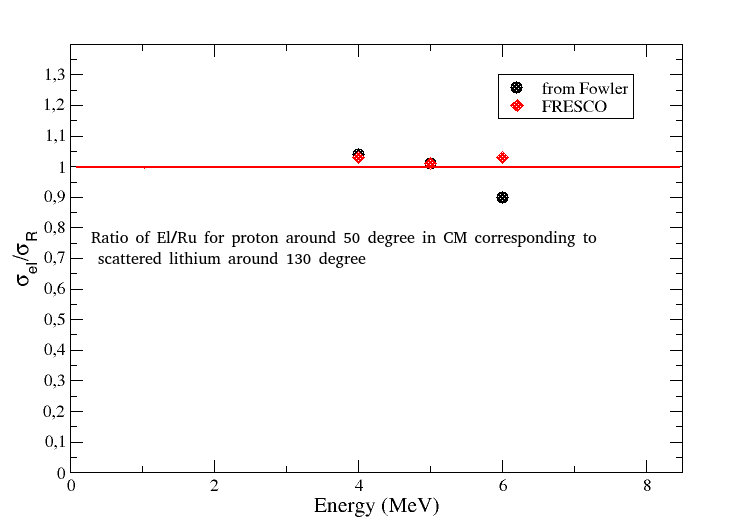 1,3
1,2
1,1
1
0,9
0,8
0,7
0,6
0,5
0,4
0,3
0,2
0,1
0
σel/σR
from Fowler
FRESCO
Ratio of El/Ru for proton around 50 degree in CM corresponding to
scattered lithium around 130 degree
0 2 4 6 8
Energy (MeV)